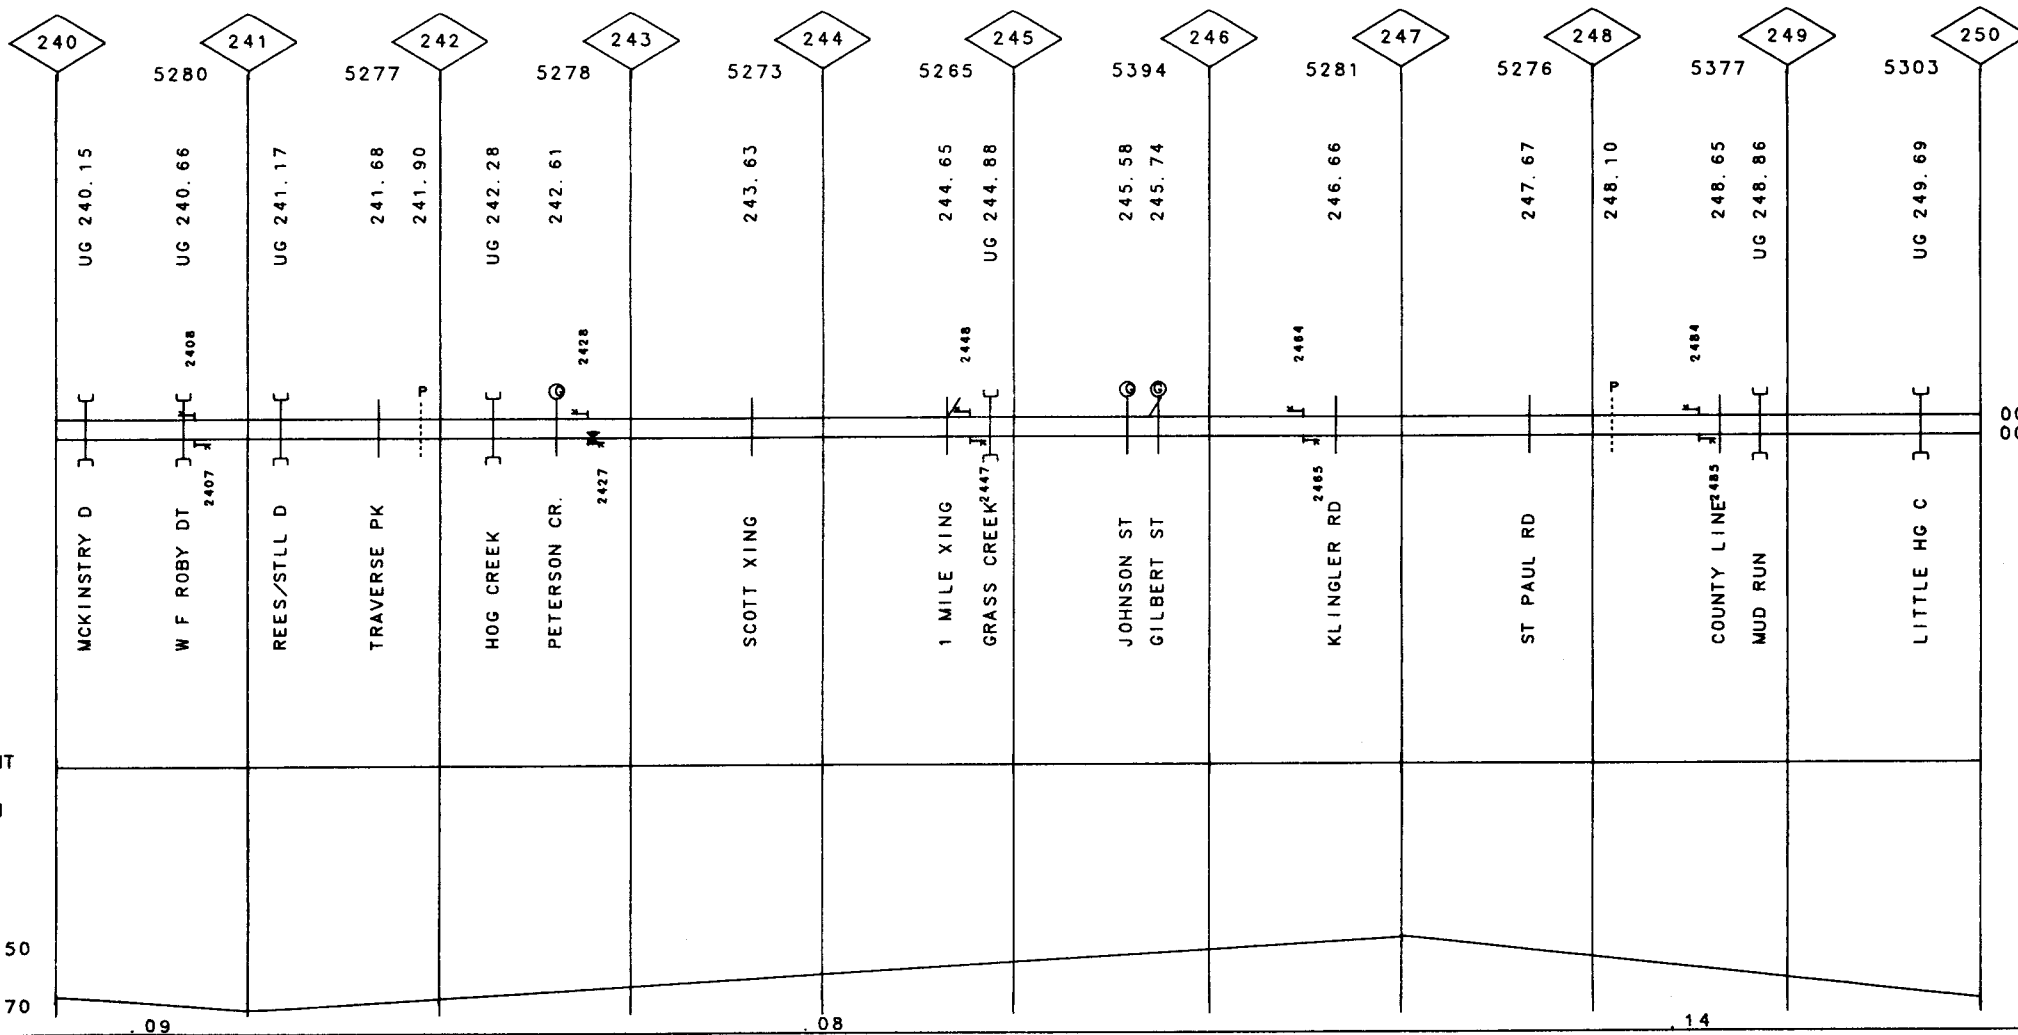 240 241 242 243 244 245 246 247 248 249 250
5280 5277 5278 5273 5265 5394 5281 5276 5377 5303
UG 240.15
UG 240.66
UG 241.17
241.68
241.90
UG 242.28
242.61
243.63
244.65
UG 244.88
245.58
245.74
246.66
247.67
248.10
248.65
UG 248.86
UG 249.69
2408
2428
2448
2464
2484
P
G
G
G
P
00
00
2407
2427
2447
2465
2485
MCKINSTRY D
W F ROBY DT
REES/STLL D
TRAVERSE PK
HOG CREEK
PETERSON CR.
SCOTT XING
1 MILE XING
GRASS CREEK
JOHNSON ST
GILBERT ST
KLINGLER RD
ST PAUL RD
COUNTY LINE
MUD RUN
LITTLE HG C
50
70
.09 .08 .14